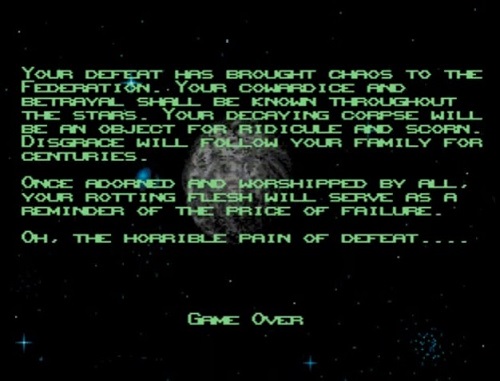 Your defeat has brought chaos to the
Federation. Your cowardice and
betrayal shall be known throughout
the stars. Your decaying corpse will
be an object for ridicule and scorn.
Disgrace will follow your family for
centuries.
Once adorned and worshipped by all,
your rotting flesh will serve as a
reminder of the price of failure.
Oh, the horrible pain of defeat....
Game Over